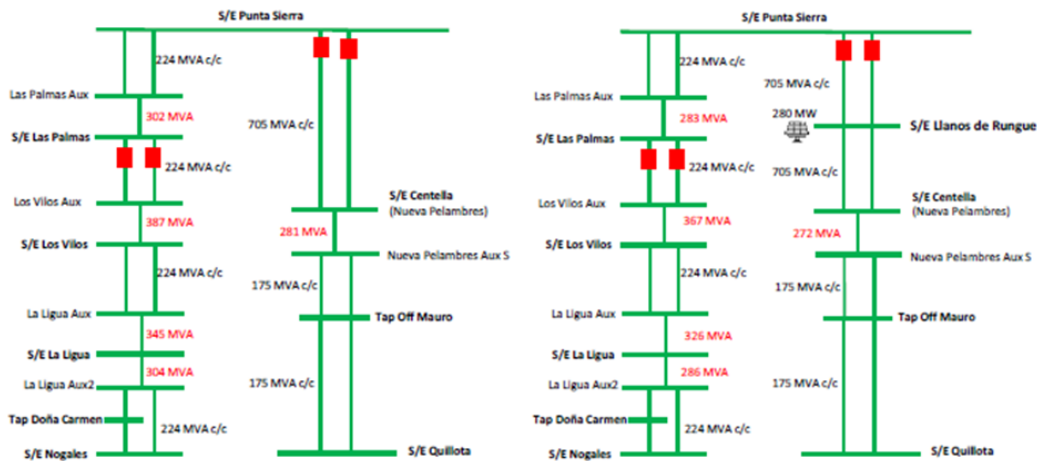 S/E Punta Sierra
224 MVA c/c
Las Palmas Aux
302 MVA
S/E Las Palmas
705 MVA c/c
224 MVA c/c
Los Vilos Aux
S/E Centella
(Nueva Pelambres)
387 MVA
281 MVA
S/E Los Vilos
Nueva Pelambres Aux S
224 MVA c/c
175 MVA c/c
La Ligua Aux
Tap Off Mauro
345 MVA
S/E La Ligua
304 MVA
La Ligua Aux2
175 MVA c/c
Tap Doña Carmen
224 MVA c/c
S/E Nogales
S/E Quillota
S/E Punta Sierra
224 MVA c/c
705 MVA c/c
Las Palmas Aux
280 MW
283 MVA
S/E Llanos de Rungue
S/E Las Palmas
224 MVA c/c
705 MVA c/c
Los Vilos Aux
S/E Centella
(Nueva Pelambres)
367 MVA
272 MVA
S/E Los Vilos
Nueva Pelambres Aux S
224 MVA c/c
175 MVA c/c
La Ligua Aux
Tap Off Mauro
326 MVA
S/E La Ligua
286 MVA
La Ligua Aux2
175 MVA c/c
Tap Doña Carmen
224 MVA c/c
S/E Nogales
S/E Quillota